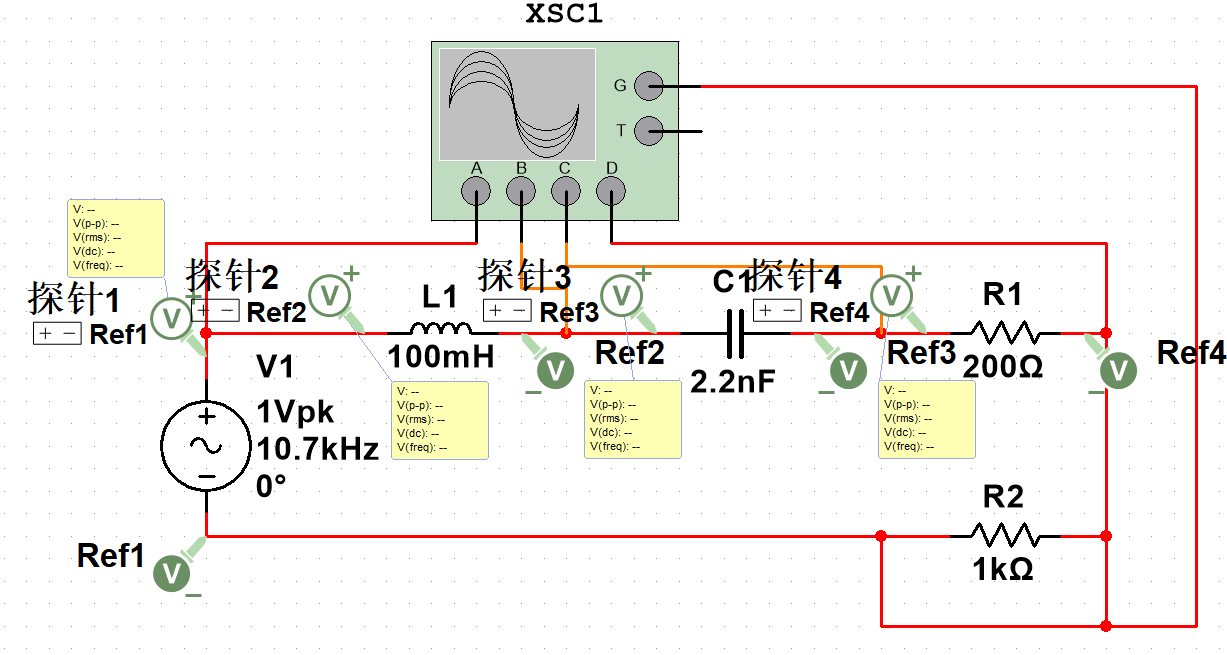 XSC1
G
T
A B C D
V: --
V(p-p): --
V(rms): --
V(dc): --
V(freq): --
探针1
+ −
Ref1
V
+
探针2
+ −
Ref2
V
+
L1
100mH
探针3
+ −
Ref3
V
+
C1
2.2nF
探针4
+ −
Ref4
V
+
R1
200Ω
V
−
Ref2
V
−
Ref3
V
−
Ref4
V1
1Vpk
10.7kHz
0°
+
−
V: --
V(p-p): --
V(rms): --
V(dc): --
V(freq): --
V: --
V(p-p): --
V(rms): --
V(dc): --
V(freq): --
V: --
V(p-p): --
V(rms): --
V(dc): --
V(freq): --
R2
1kΩ
Ref1
V
−